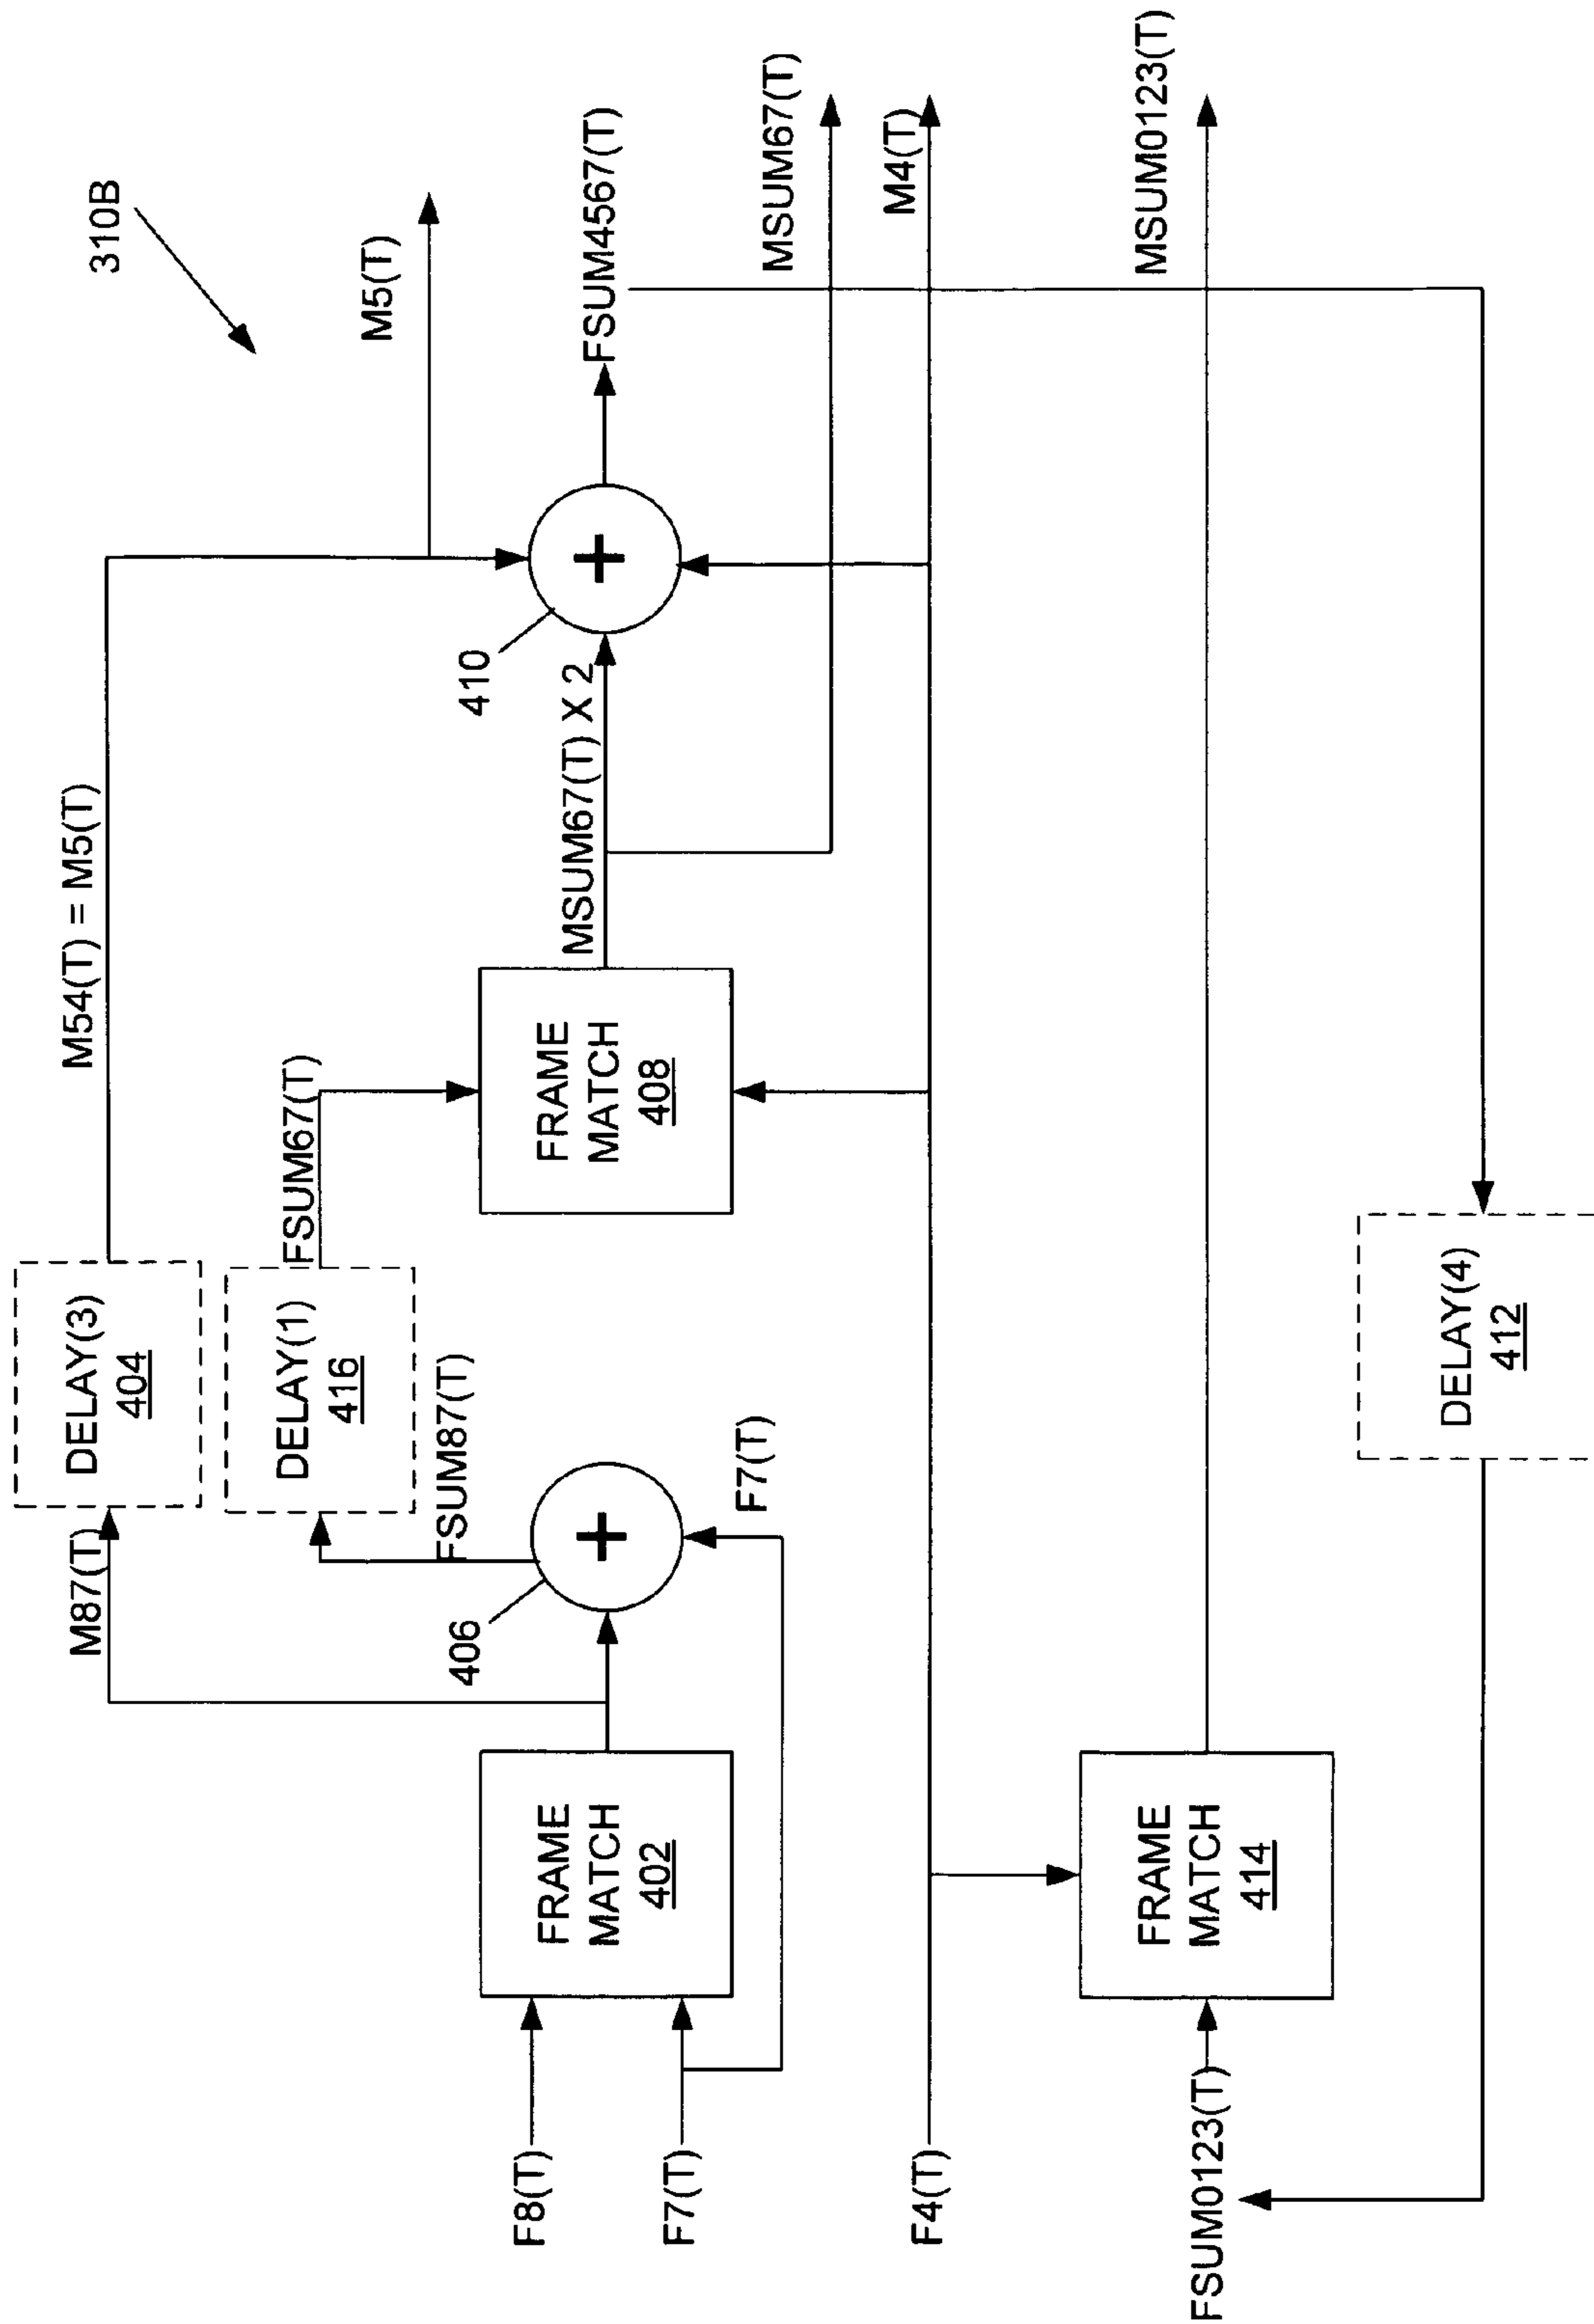 310B
M54(T) = M5(T)
M5(T)
M87(T)
DELAY(3)
404
DELAY(1)
416
FSUM67(T)
FSUM87(T)
F8(T)
F7(T)
FRAME
MATCH
402
406
F7(T)
FRAME
MATCH
408
MSUM67(T) X 2
410
FSUM4567(T)
MSUM67(T)
F4(T)
M4(T)
FSUM0123(T)
FRAME
MATCH
414
MSUM0123(T)
DELAY(4)
412